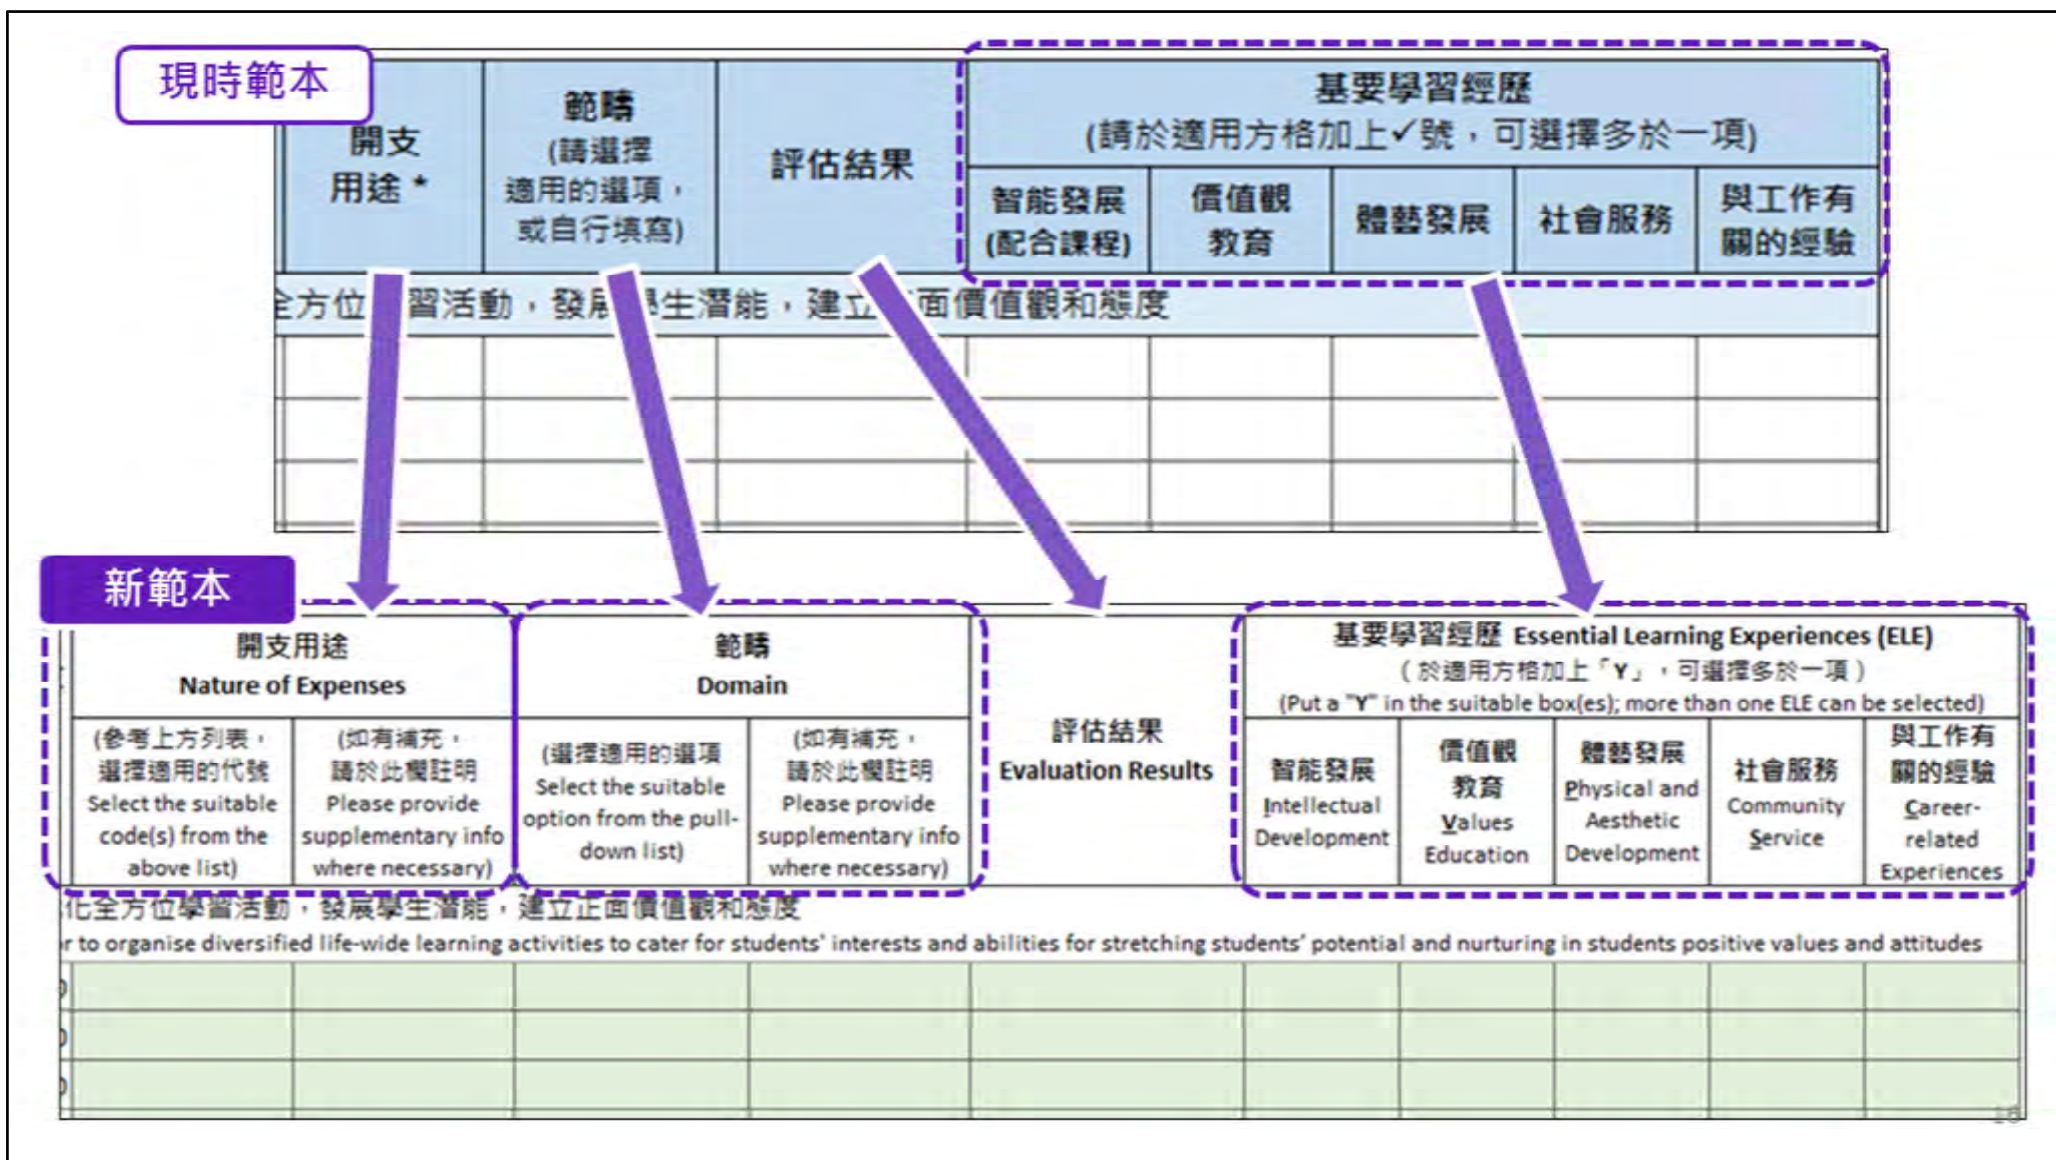 現時範本
開支
用途 *
範疇
(請選擇
適用的選項，
或自行填寫)
評估結果
基要學習經歷
(請於適用方格加上✓號，可選擇多於一項)
智能發展
(配合課程)
價值觀
教育
體藝發展
社會服務
與工作有
關的經驗
全方位 習活動，發展 生潛能，建立 面價值觀和態度
新範本
開支用途
Nature of Expenses
(參考上方列表，
選擇適用的代號
Select the suitable
code(s) from the
above list)
(如有補充，
請於此欄註明
Please provide
supplementary info
where necessary)
範疇
Domain
(選擇適用的選項
Select the suitable
option from the pull-
down list)
(如有補充，
請於此欄註明
Please provide
supplementary info
where necessary)
評估結果
Evaluation Results
基要學習經歷 Essential Learning Experiences (ELE)
（於適用方格加上「Y」，可選擇多於一項）
(Put a "Y" in the suitable box(es); more than one ELE can be selected)
智能發展
Intellectual
Development
價值觀
教育
Values
Education
體藝發展
Physical and
Aesthetic
Development
社會服務
Community
Service
與工作有
關的經驗
Career-
related
Experiences
化全方位學習活動，發展學生潛能，建立正面價值觀和態度
r to organise diversified life-wide learning activities to cater for students' interests and abilities for stretching students' potential and nurturing in students positive values and attitudes